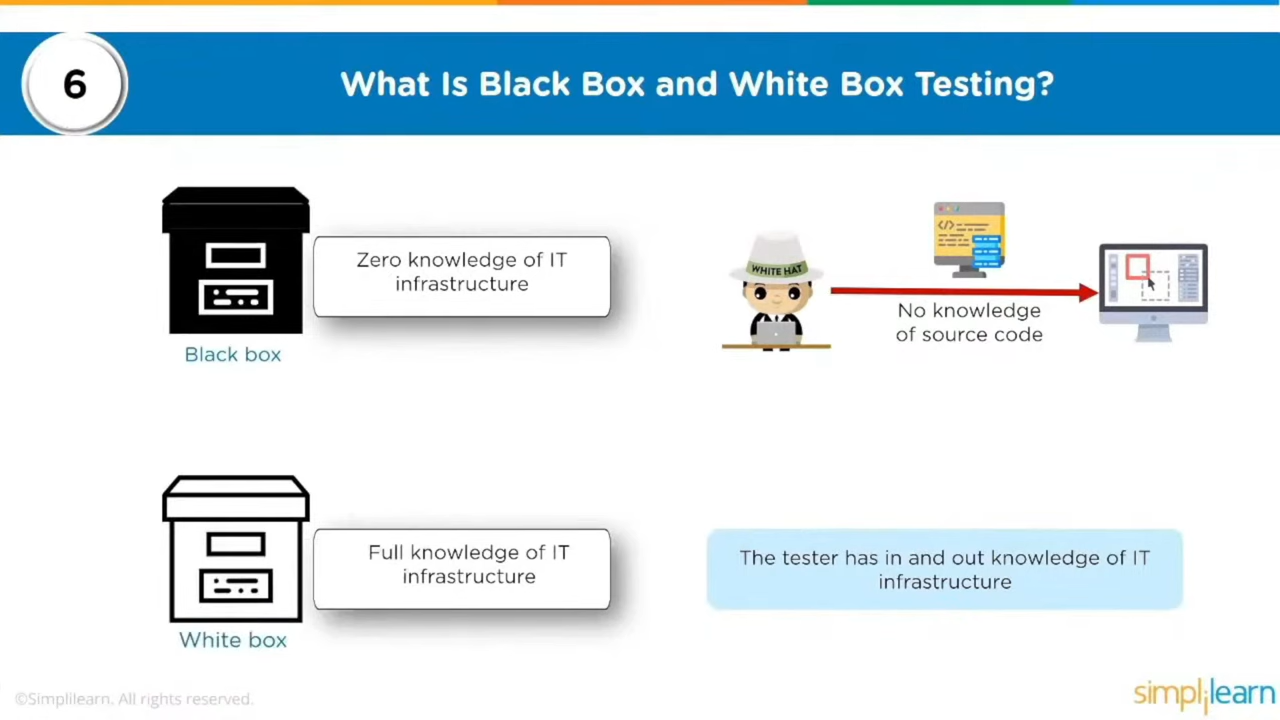 6
What Is Black Box and White Box Testing?
Zero knowledge of IT
infrastructure
Black box
WHITE HAT
</>
No knowledge
of source code
Full knowledge of IT
infrastructure
White box
The tester has in and out knowledge of IT
infrastructure
©Simplilearn. All rights reserved.
simplilearn